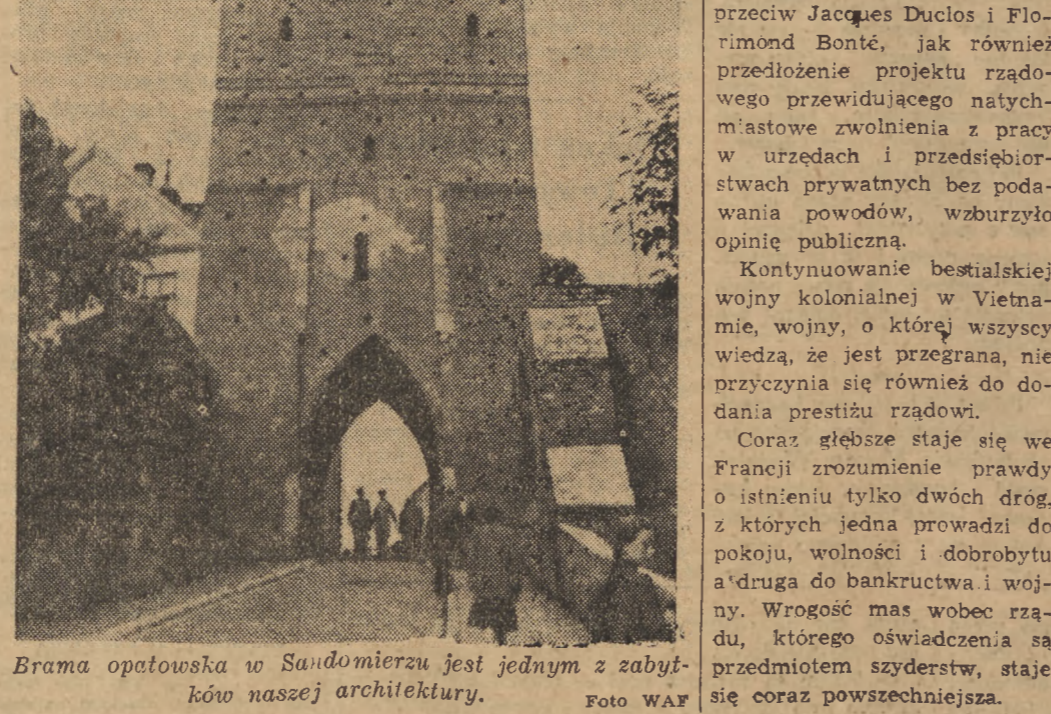 Brama opatowska w Sandomierzu jest jednym z zabyt-
ków naszej architektury.
Foto WAF
przeciw Jacques Duclos i Flo-
rimond Bonté, jak również
przedłożenie projektu rządo-
wego przewidującego natych-
miastowe zwolnienia z pracy
w urzędach i przedsiębior-
stwach prywatnych bez poda-
wania powodów, wzburzyło
opinię publiczną.
Kontynuowanie bestialskiej
wojny kolonialnej w Vietna-
mie, wojny, o której wszyscy
wiedzą, że jest przegrana, nie
przyczynia się również do do-
dania prestiżu rządowi.
Coraz głębsze staje się we
Francji zrozumienie prawdy
o istnieniu tylko dwóch dróg,
z których jedna prowadzi do
pokoju, wolności i dobrobytu
a druga do bankructwa i woj-
ny. Wrogość mas wobec rzą-
du, którego oświadczenia są
przedmiotem szyderstw, staje
się coraz powszechniejsza.